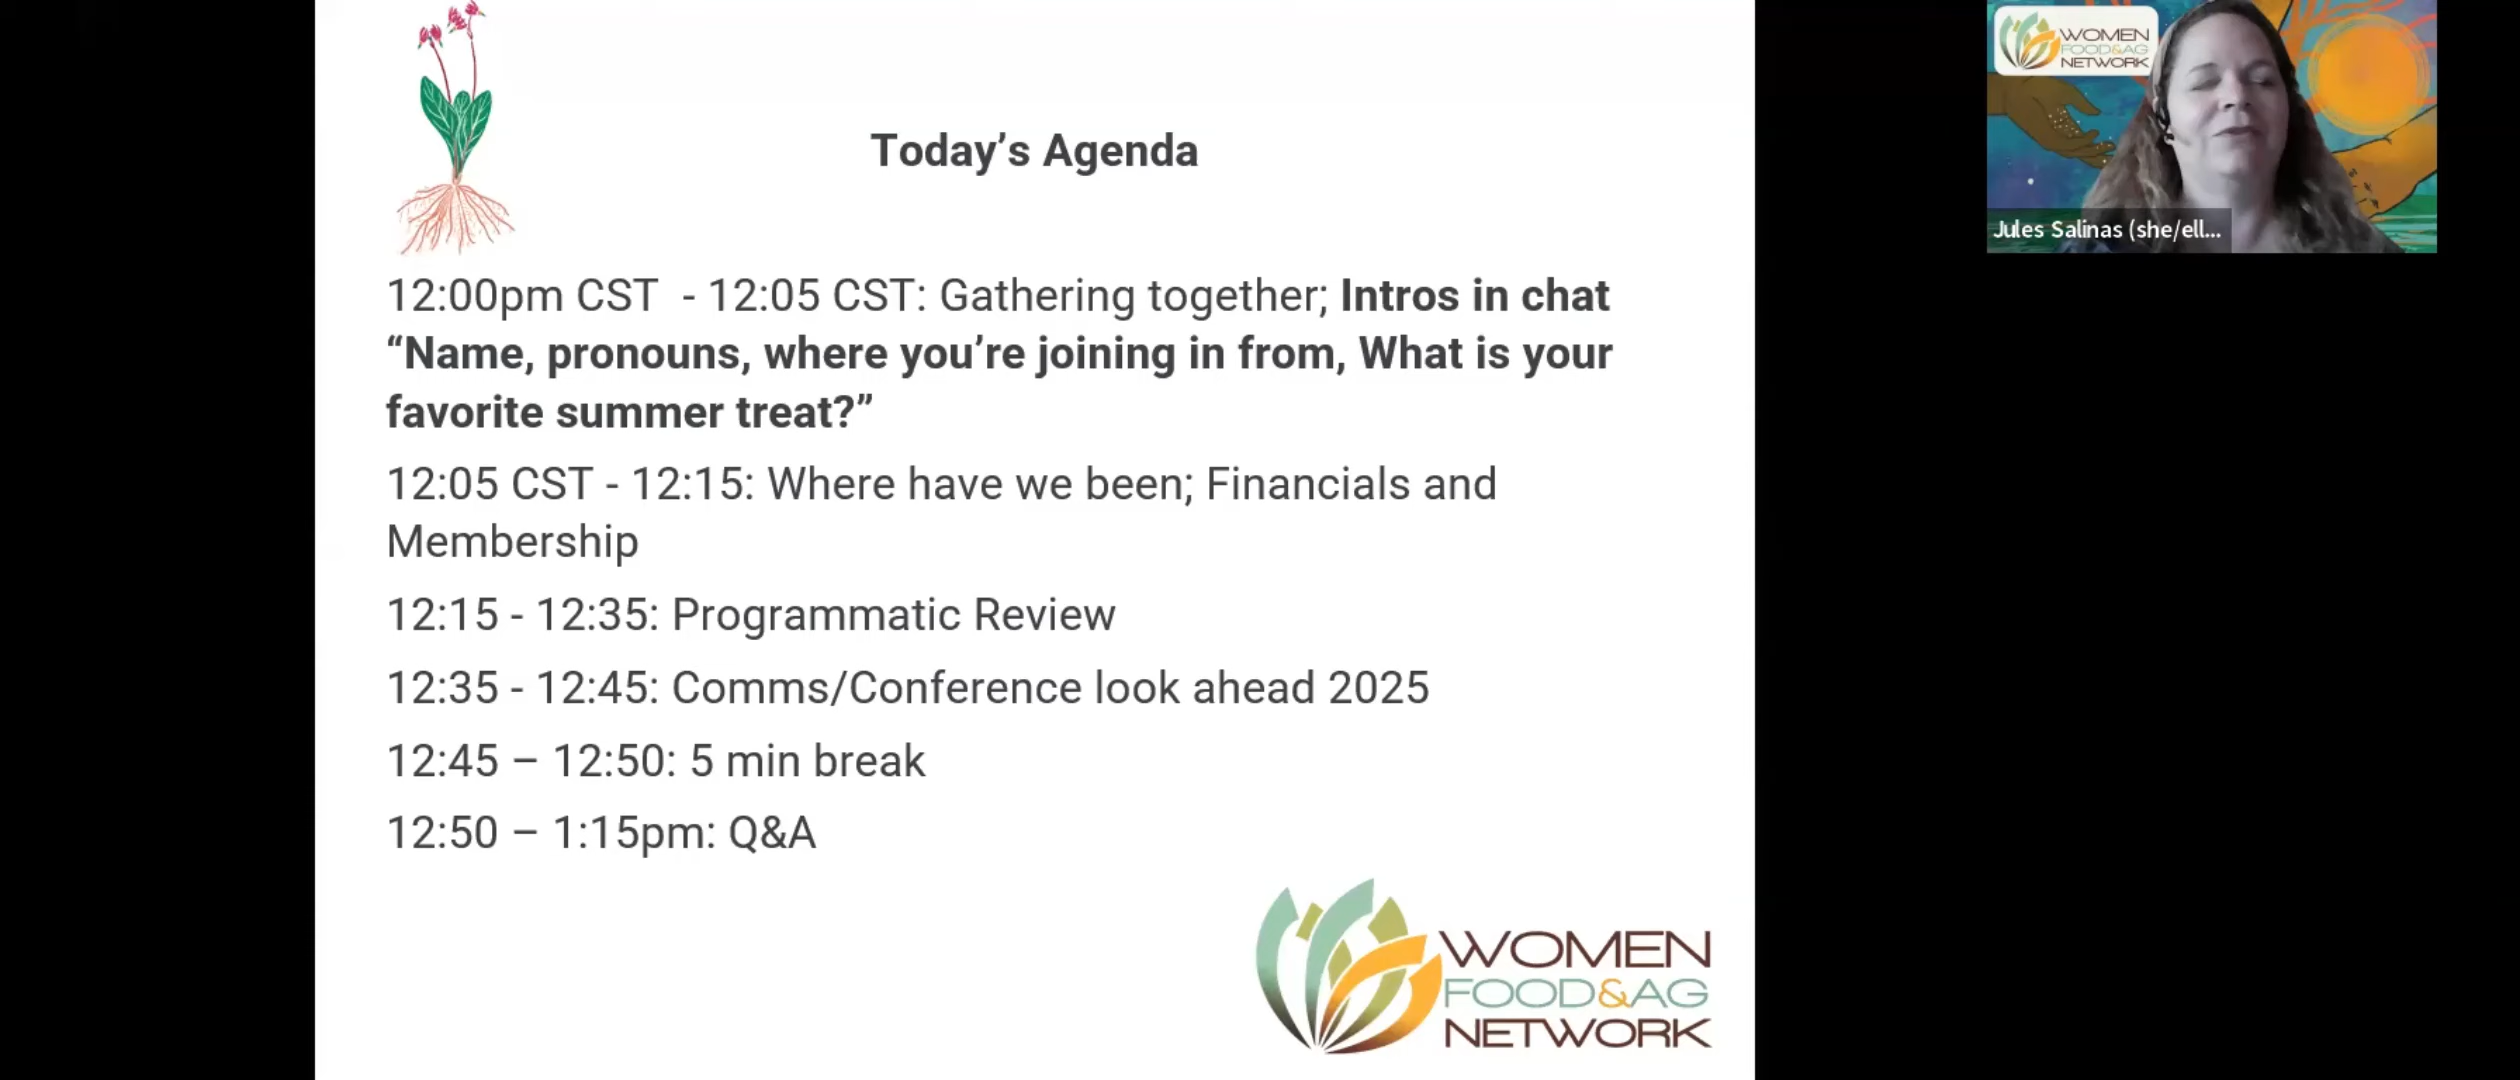 Today’s Agenda
12:00pm CST  - 12:05 CST: Gathering together; Intros in chat
“Name, pronouns, where you’re joining in from, What is your
favorite summer treat?”
12:05 CST - 12:15: Where have we been; Financials and
Membership
12:15 - 12:35: Programmatic Review
12:35 - 12:45: Comms/Conference look ahead 2025
12:45 – 12:50: 5 min break
12:50 – 1:15pm: Q&A
WOMEN
FOOD&AG
NETWORK
WOMEN
FOOD&AG
NETWORK
Jules Salinas (she/ell...